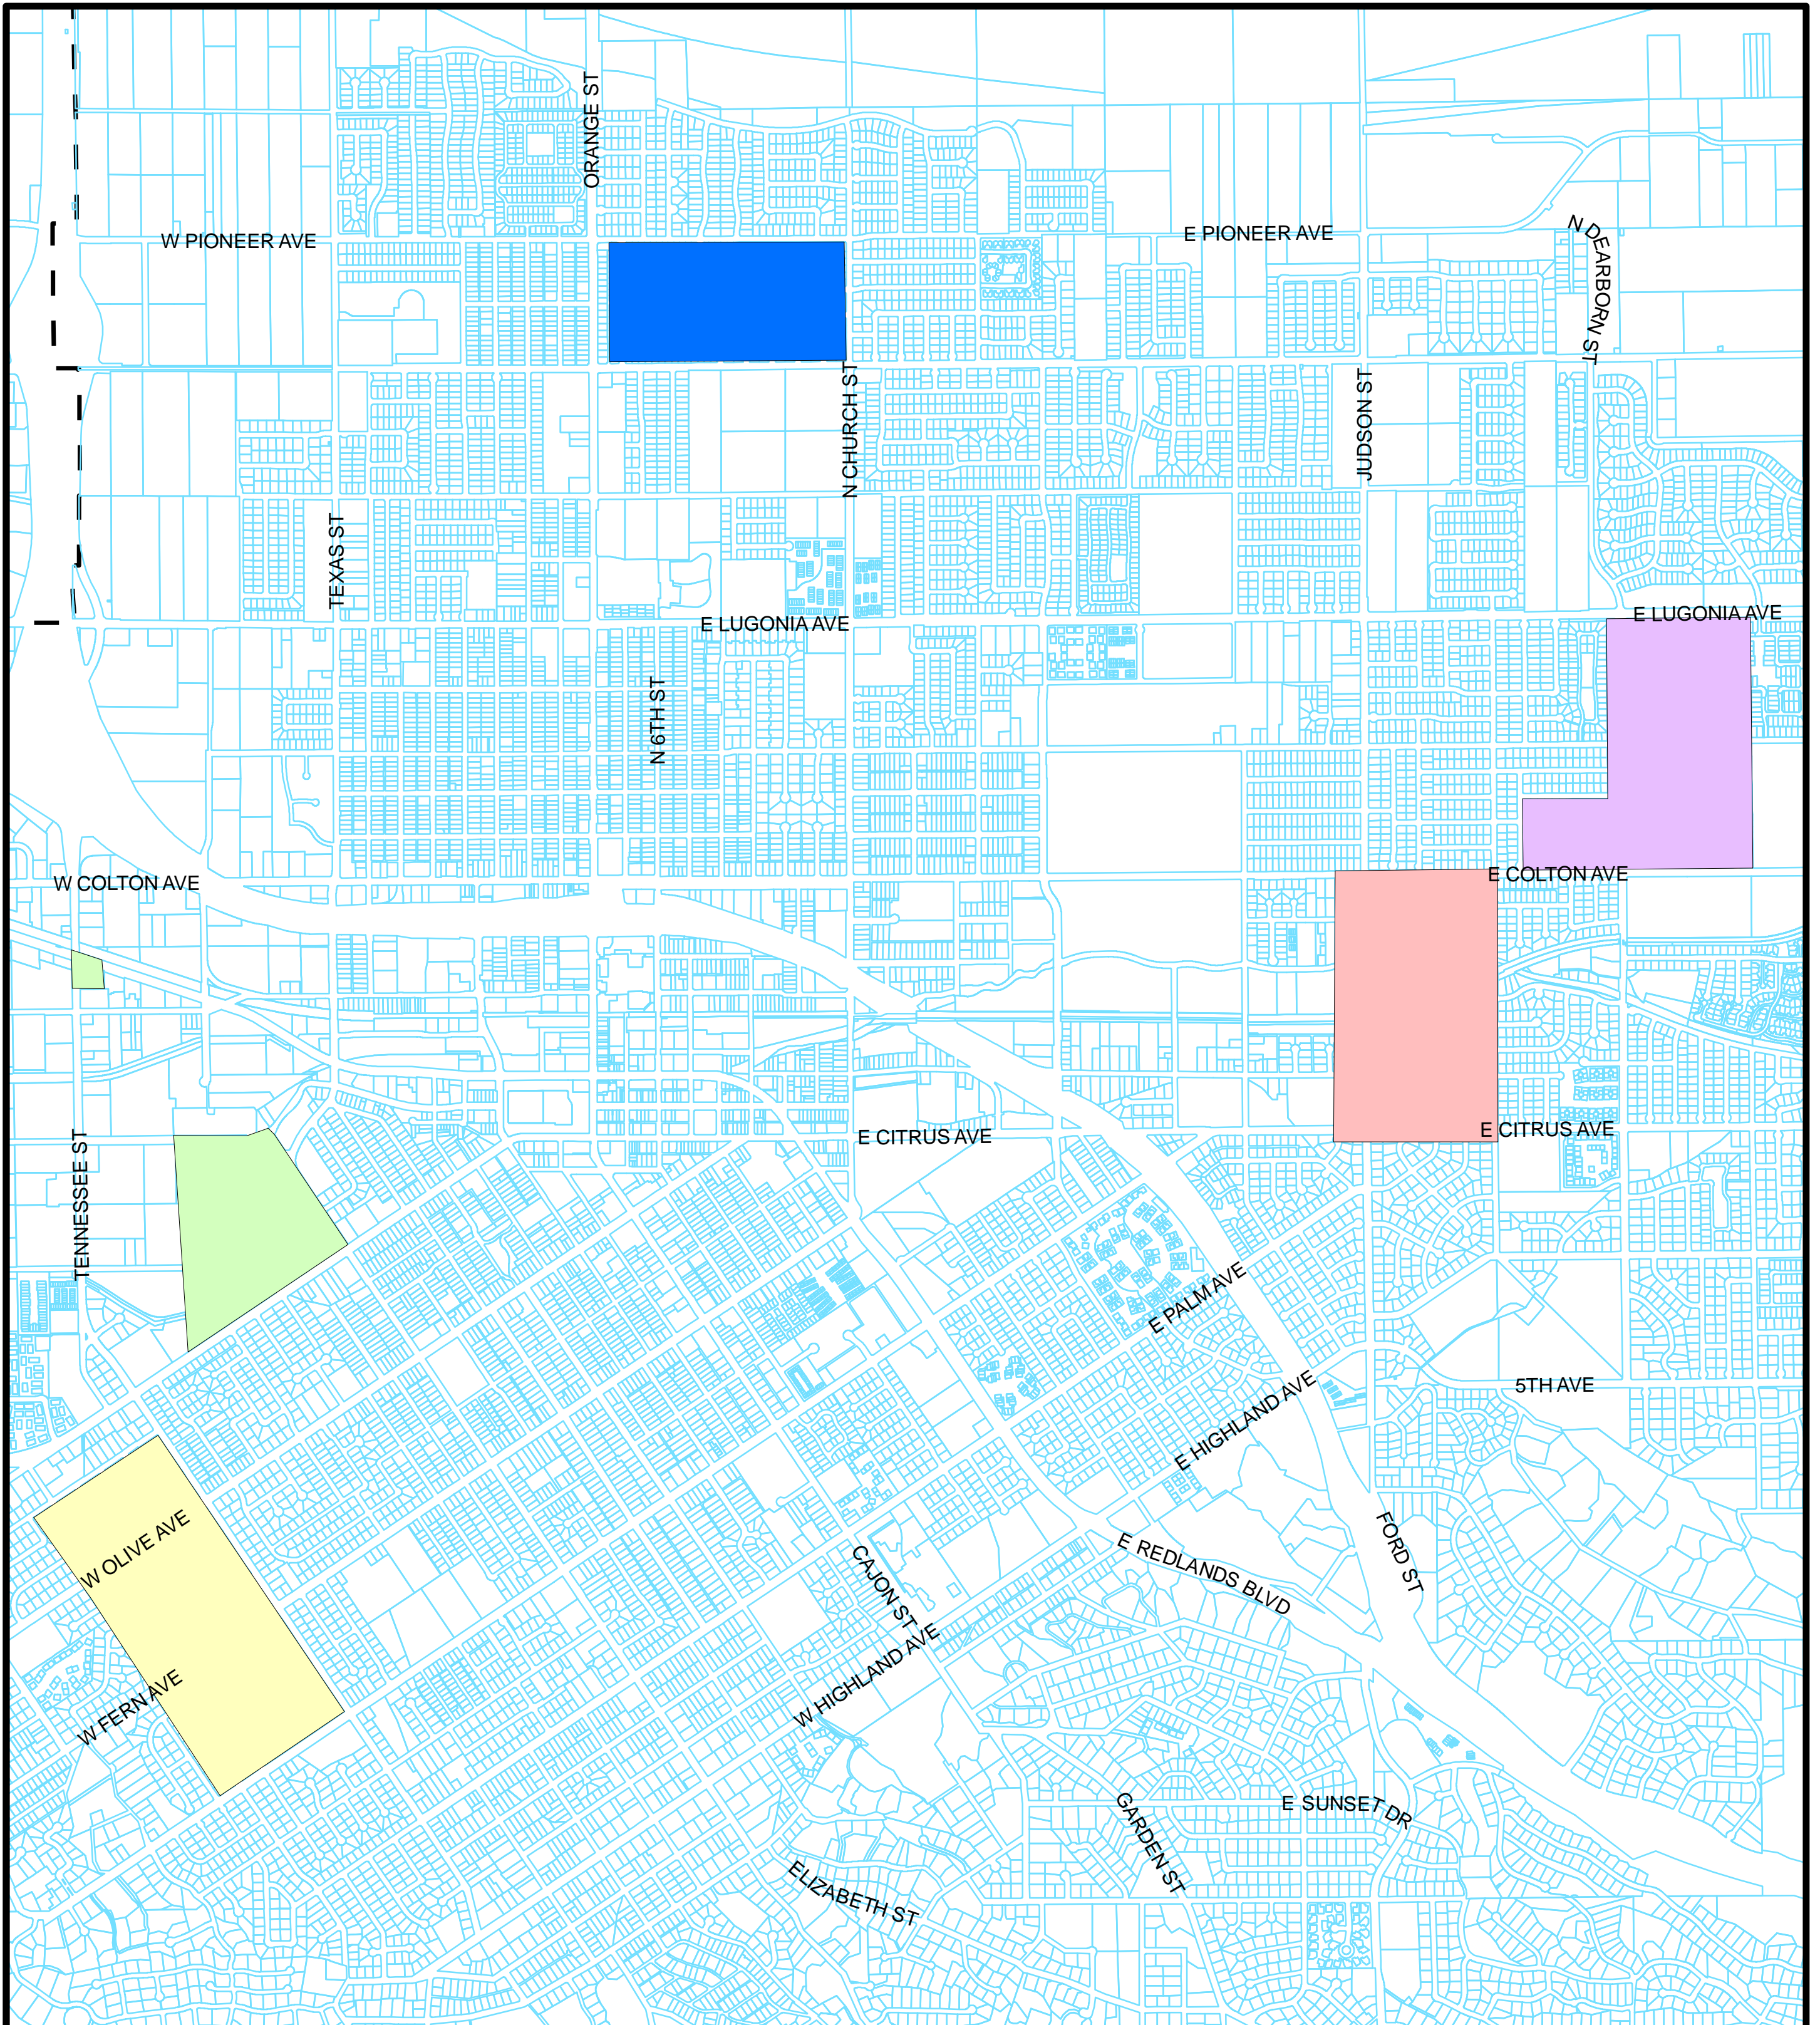 ORANGE ST
W PIONEER AVE
E PIONEER AVE
N DEARBORN ST
N CHURCH ST
JUDSON ST
TEXAS ST
E LUGONIA AVE
E LUGONIA AVE
N 6TH ST
W COLTON AVE
E COLTON AVE
E CITRUS AVE
E CITRUS AVE
TENNESSEE ST
E PALM AVE
5TH AVE
E HIGHLAND AVE
W OLIVE AVE
FORD ST
E REDLANDS BLVD
CAJON ST
W HIGHLAND AVE
W FERN AVE
E SUNSET DR
GARDEN ST
ELIZABETH ST